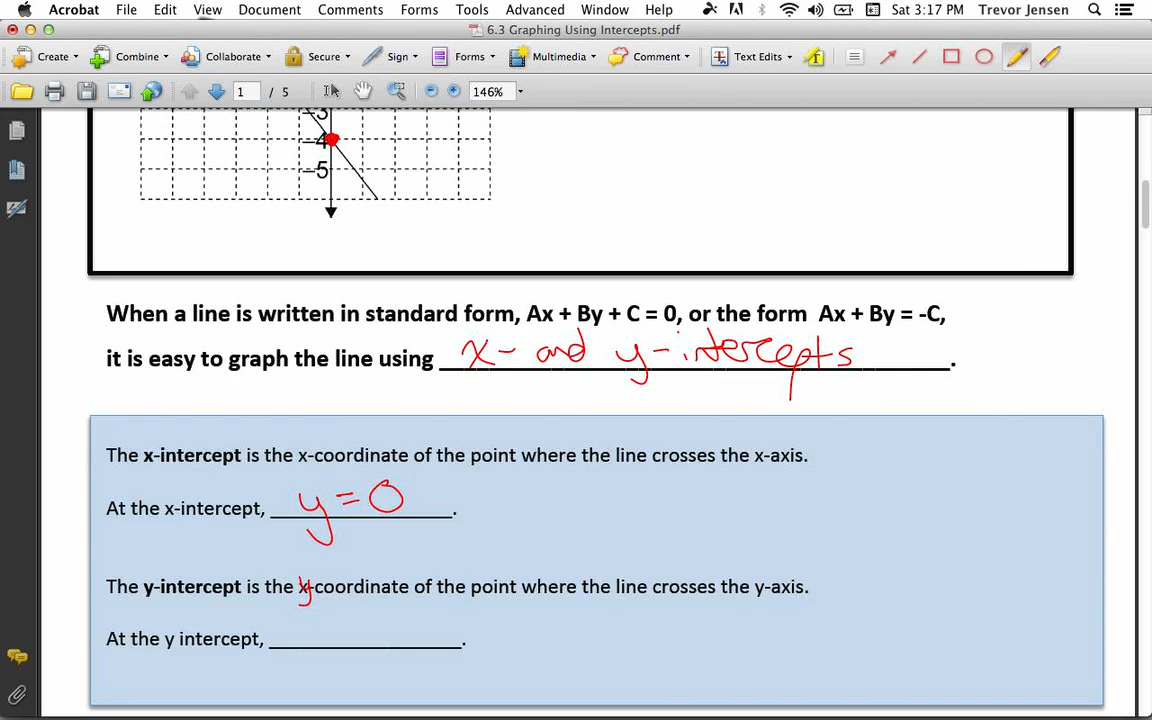 Acrobat File Edit View Document Comments Forms Tools Advanced Window Help Sat 3:17 PM Trevor Jensen
6.3 Graphing Using Intercepts.pdf
Create Combine Collaborate Secure Sign Forms Multimedia Comment Text Edits
1 / 5 146%
-3
-4
-5
When a line is written in standard form, Ax + By + C = 0, or the form Ax + By = -C,
it is easy to graph the line using x- and y-intercepts.
The x-intercept is the x-coordinate of the point where the line crosses the x-axis.
At the x-intercept, y = 0.
The y-intercept is the y-coordinate of the point where the line crosses the y-axis.
At the y intercept, ____________________.